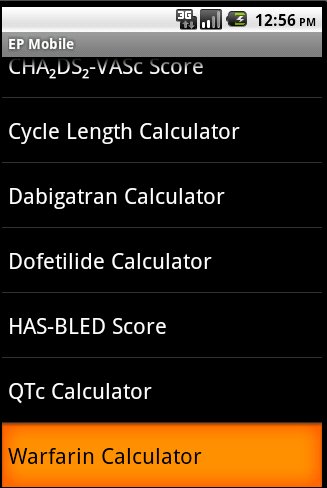 3G
12:56 PM
EP Mobile
CHA₂DS₂-VASc Score
Cycle Length Calculator
Dabigatran Calculator
Dofetilide Calculator
HAS-BLED Score
QTc Calculator
Warfarin Calculator